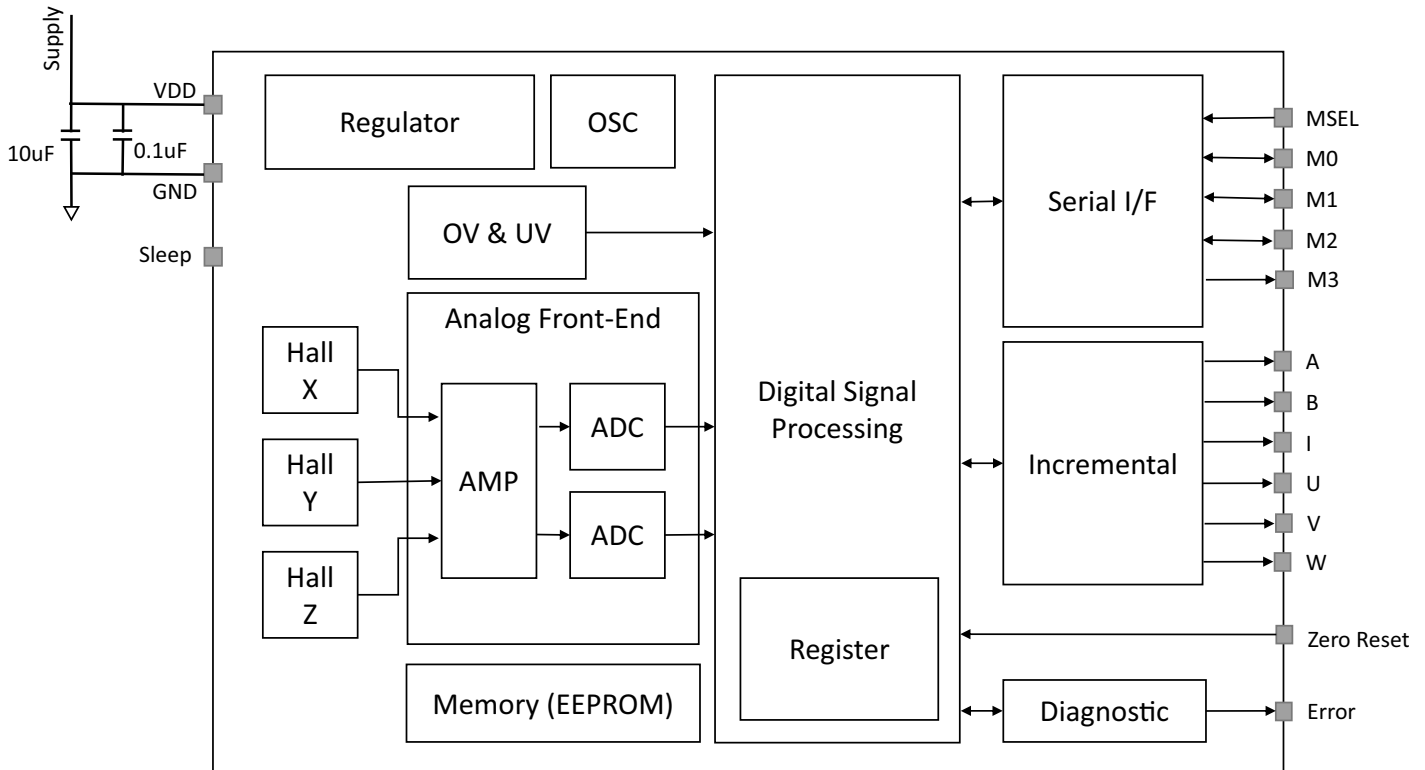 Supply
VDD
10uF
0.1uF
GND
Sleep
Regulator
OSC
OV & UV
Analog Front-End
Hall
X
Hall
Y
Hall
Z
AMP
ADC
ADC
Memory (EEPROM)
Digital Signal
Processing
Register
Serial I/F
Incremental
Diagnostic
MSEL
M0
M1
M2
M3
A
B
I
U
V
W
Zero Reset
Error